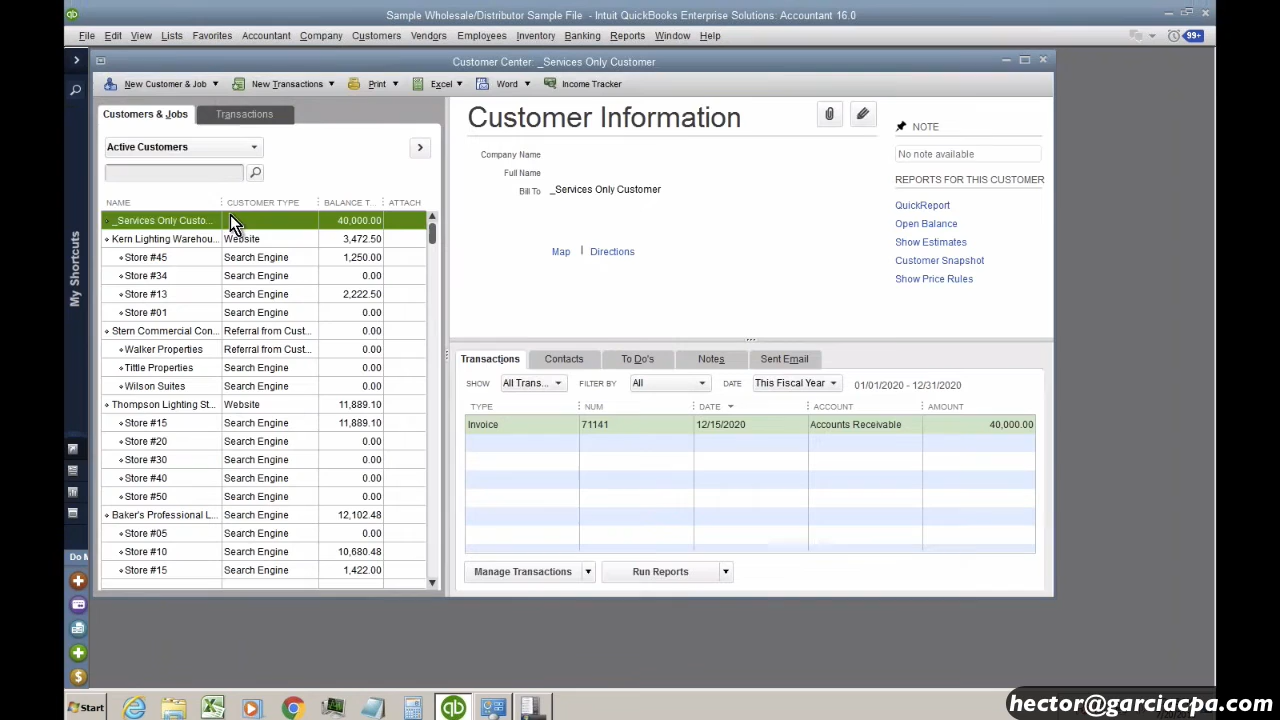 Sample Wholesale/Distributor Sample File - Intuit QuickBooks Enterprise Solutions: Accountant 16.0
File Edit View Lists Favorites Accountant Company Customers Vendors Employees Inventory Banking Reports Window Help 99+
Customer Center: _Services Only Customer
New Customer & Job New Transactions Print Excel Word Income Tracker
Customers & Jobs Transactions
Active Customers
NAME CUSTOMER TYPE BALANCE T... ATTACH
_Services Only Custo... 40,000.00
Kern Lighting Warehou... Website 3,472.50
Store #45 Search Engine 1,250.00
Store #34 Search Engine 0.00
Store #13 Search Engine 2,222.50
Store #01 Search Engine 0.00
Stern Commercial Con... Referral from Cust... 0.00
Walker Properties Referral from Cust... 0.00
Tittle Properties Search Engine 0.00
Wilson Suites Search Engine 0.00
Thompson Lighting St... Website 11,889.10
Store #15 Search Engine 11,889.10
Store #20 Search Engine 0.00
Store #30 Search Engine 0.00
Store #40 Search Engine 0.00
Store #50 Search Engine 0.00
Baker's Professional L... Search Engine 12,102.48
Store #05 Search Engine 0.00
Store #10 Search Engine 10,680.48
Store #15 Search Engine 1,422.00
Customer Information
Company Name
Full Name
Bill To _Services Only Customer
Map | Directions
NOTE
No note available
REPORTS FOR THIS CUSTOMER
QuickReport
Open Balance
Show Estimates
Customer Snapshot
Show Price Rules
Transactions Contacts To Do's Notes Sent Email
SHOW All Trans... FILTER BY All DATE This Fiscal Year 01/01/2020 - 12/31/2020
TYPE NUM DATE ACCOUNT AMOUNT
Invoice 71141 12/15/2020 Accounts Receivable 40,000.00
Manage Transactions Run Reports
My Shortcuts
Do M
Start
hector@garciacpa.com